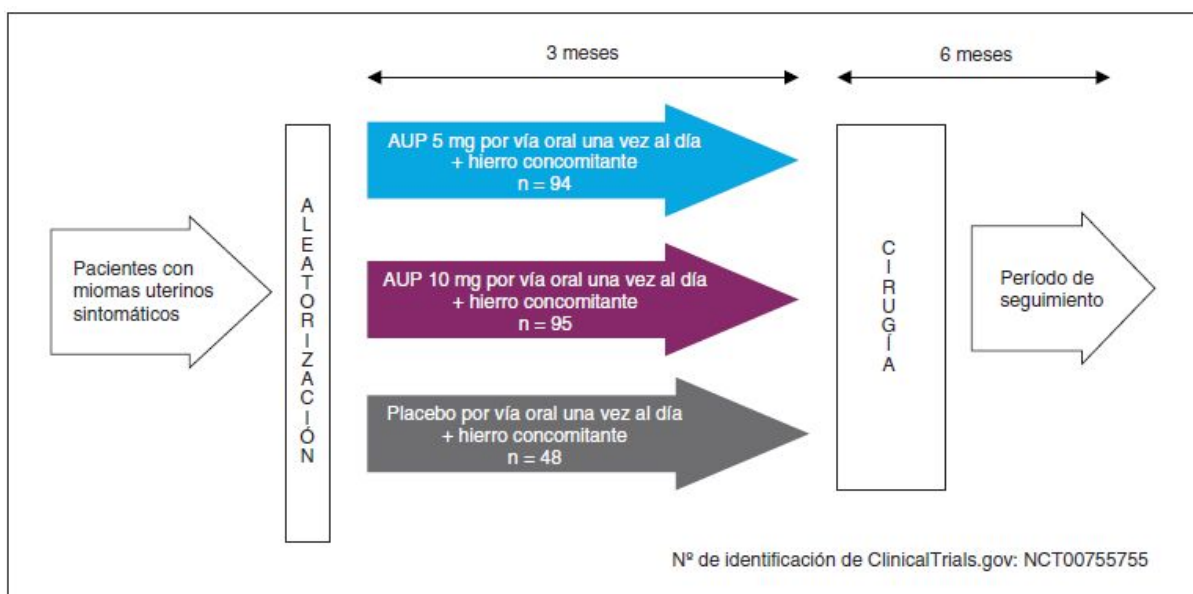 3 meses
6 meses
Pacientes con
miomas uterinos
sintomáticos
ALEATORIZACIÓN
AUP 5 mg por vía oral una vez al día
+ hierro concomitante
n = 94
AUP 10 mg por vía oral una vez al día
+ hierro concomitante
n = 95
Placebo por vía oral una vez al día
+ hierro concomitante
n = 48
CIRUGÍA
Período de
seguimiento
Nº de identificación de ClinicalTrials.gov: NCT00755755